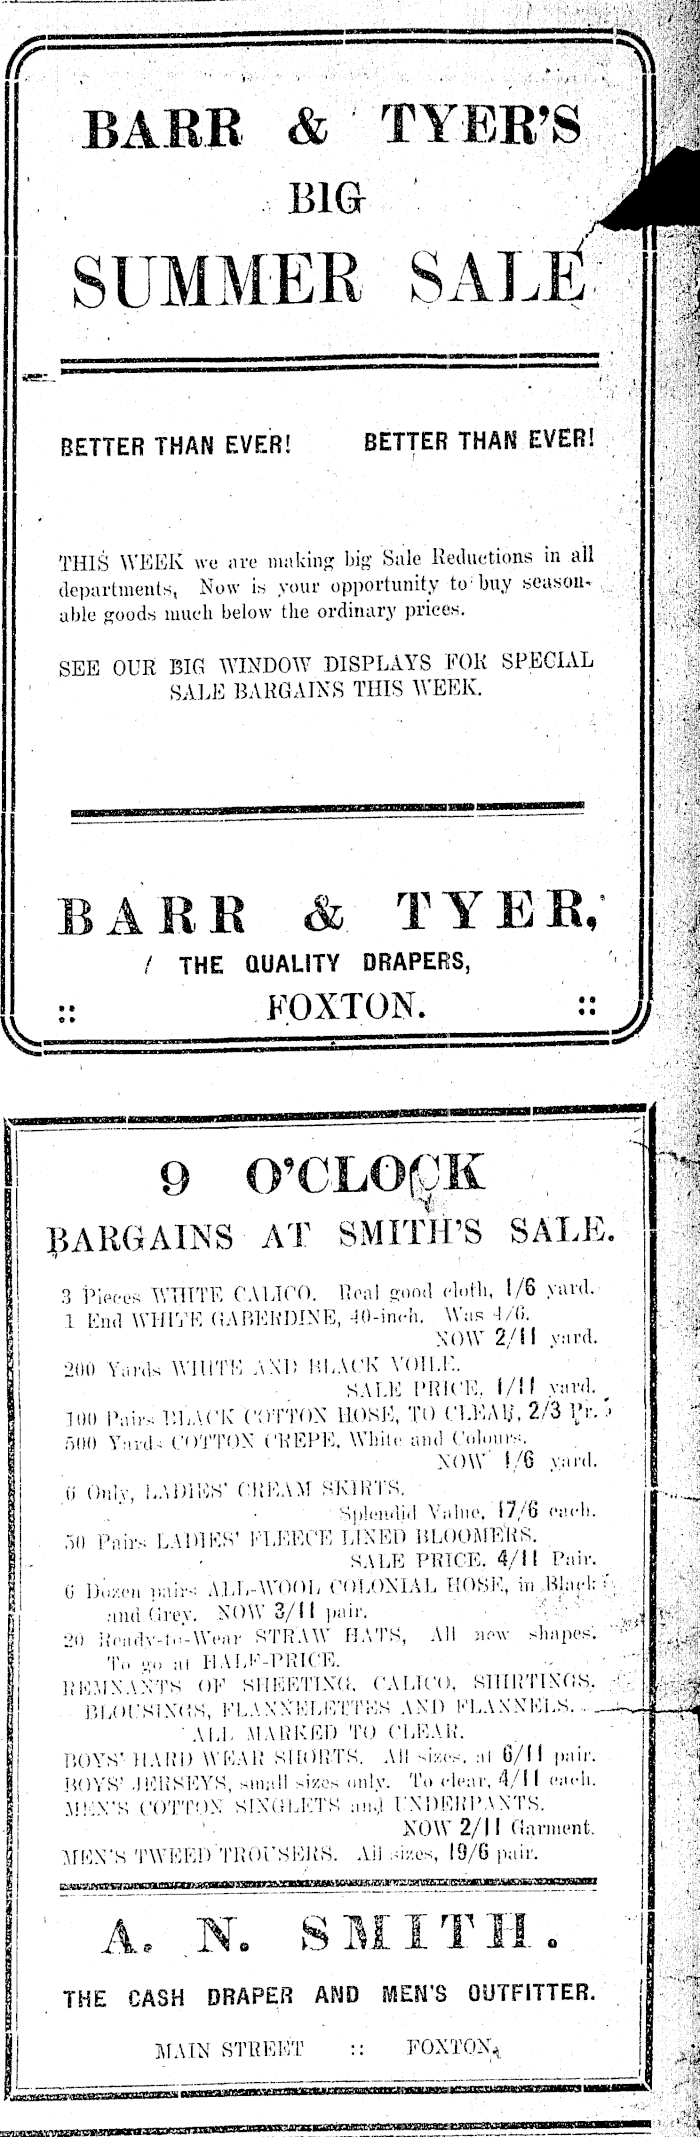 BARR & TYER'S
BIG
SUMMER SALE
BETTER THAN EVER! BETTER THAN EVER!
THIS WEEK we are making big Sale Reductions in all
departments, Now is your opportunity to buy season-
able goods much below the ordinary prices.
SEE OUR BIG WINDOW DISPLAYS FOR SPECIAL
SALE BARGAINS THIS WEEK.
BARR & TYER,
THE QUALITY DRAPERS,
:: FOXTON. ::
9 O'CLOCK
BARGAINS AT SMITH'S SALE.
3 Pieces WHITE CALICO. Real good cloth, 1/6 yard.
1 End WHITE GABERDINE, 40-inch. Was 4/6.
NOW 2/11 yard.
200 Yards WHITE AND BLACK VOILE.
SALE PRICE, 1/11 yard.
100 Pairs BLACK COTTON HOSE, TO CLEAR, 2/3 Pr.
500 Yards COTTON CREPE, White and Colours.
NOW 1/6 yard.
6 Only, LADIES' CREAM SKIRTS.
Splendid Value, 17/6 each.
50 Pairs LADIES' FLEECE LINED BLOOMERS.
SALE PRICE, 4/11 Pair.
6 Dozen pairs ALL-WOOL COLONIAL HOSE, in Black
and Grey. NOW 3/11 pair.
20 Ready-to-Wear STRAW HATS, All new shapes.
To go at HALF-PRICE.
REMNANTS OF SHEETING, CALICO, SHIRTINGS,
BLOUSINGS, FLANNELETTES AND FLANNELS.
ALL MARKED TO CLEAR.
BOYS' HARD WEAR SHORTS. All sizes, at 6/11 pair.
BOYS' JERSEYS, small sizes only. To clear, 4/11 each.
MEN'S COTTON SINGLETS and UNDERPANTS.
NOW 2/11 Garment.
MEN'S TWEED TROUSERS. All sizes, 19/6 pair.
A. N. SMITH.
THE CASH DRAPER AND MEN'S OUTFITTER.
MAIN STREET :: FOXTON.